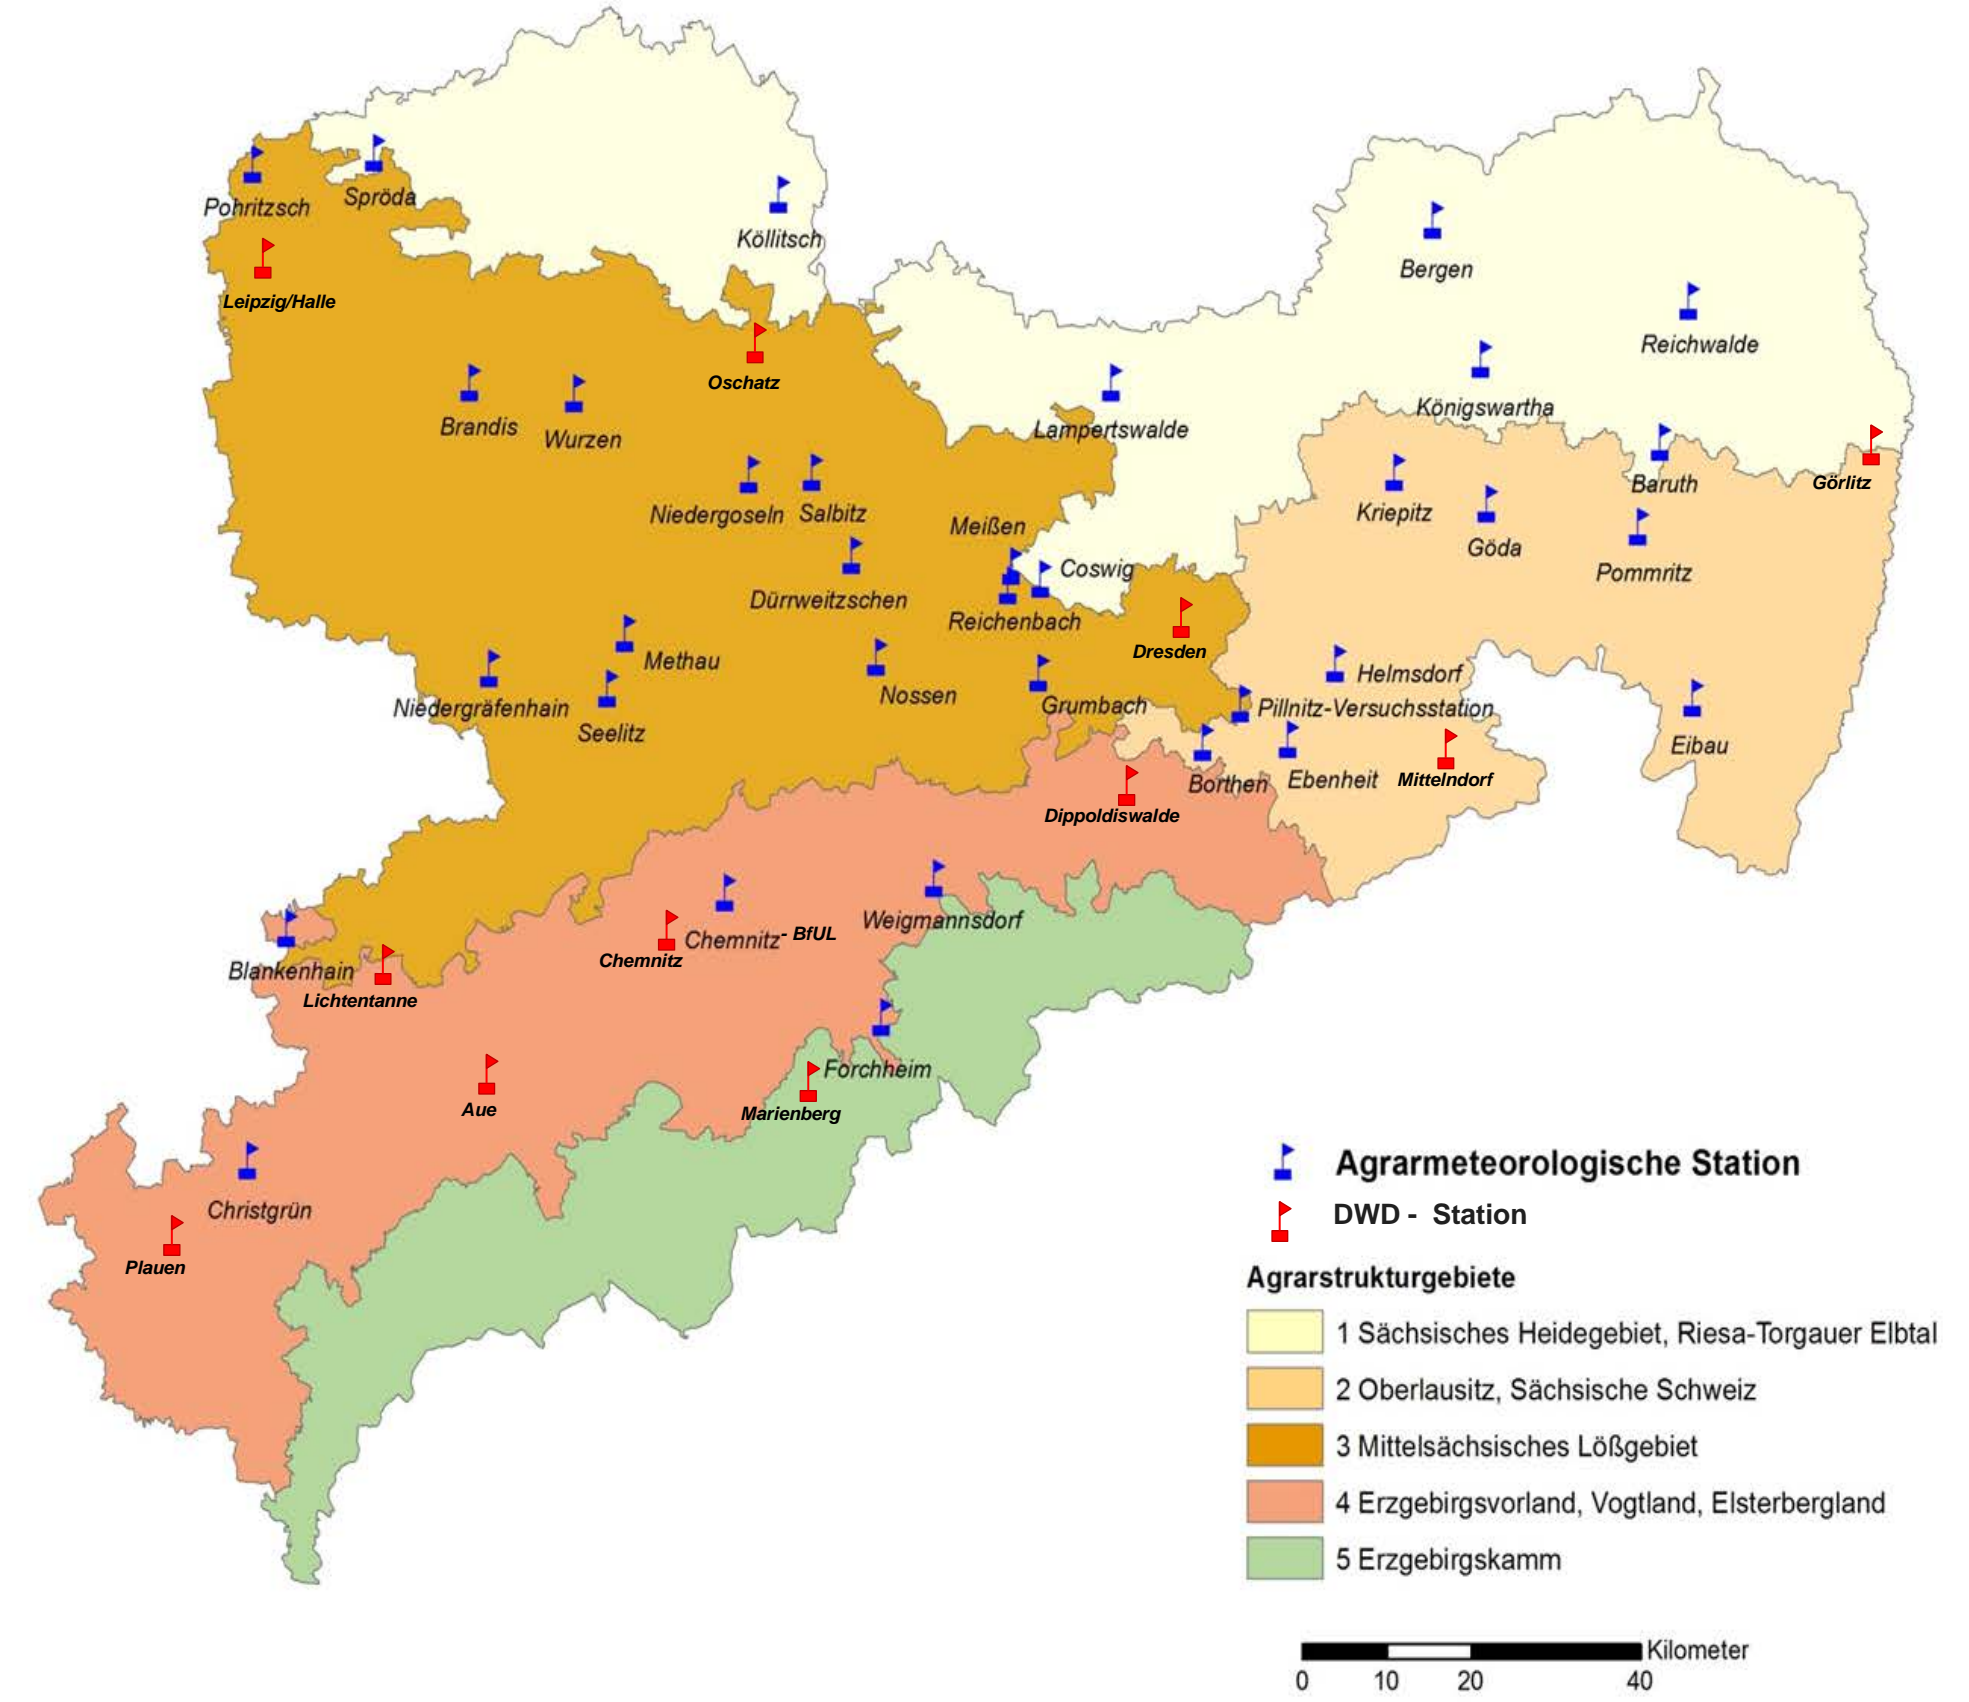 Spröda
Pohritzsch
Köllitsch
Bergen
Leipzig/Halle
Reichwalde
Oschatz
Königswartha
Brandis
Wurzen
Lampertswalde
Baruth
Görlitz
Niedergoseln
Salbitz
Kriepitz
Meißen
Göda
Coswig
Pommritz
Dürrweitzschen
Reichenbach
Dresden
Methau
Helmsdorf
Nossen
Niedergräfenhain
Grumbach
Pillnitz-Versuchsstation
Seelitz
Eibau
Borthen
Ebenheit
Mittelndorf
Dippoldiswalde
Weigmannsdorf
Chemnitz - BfUL
Chemnitz
Blankenhain
Lichtentanne
Forchheim
Aue
Marienberg
Christgrün
Plauen
Agrarmeteorologische Station
DWD - Station
Agrarstrukturgebiete
1 Sächsisches Heidegebiet, Riesa-Torgauer Elbtal
2 Oberlausitz, Sächsische Schweiz
3 Mittelsächsisches Lößgebiet
4 Erzgebirgsvorland, Vogtland, Elsterbergland
5 Erzgebirgskamm
Kilometer
0 10 20 40